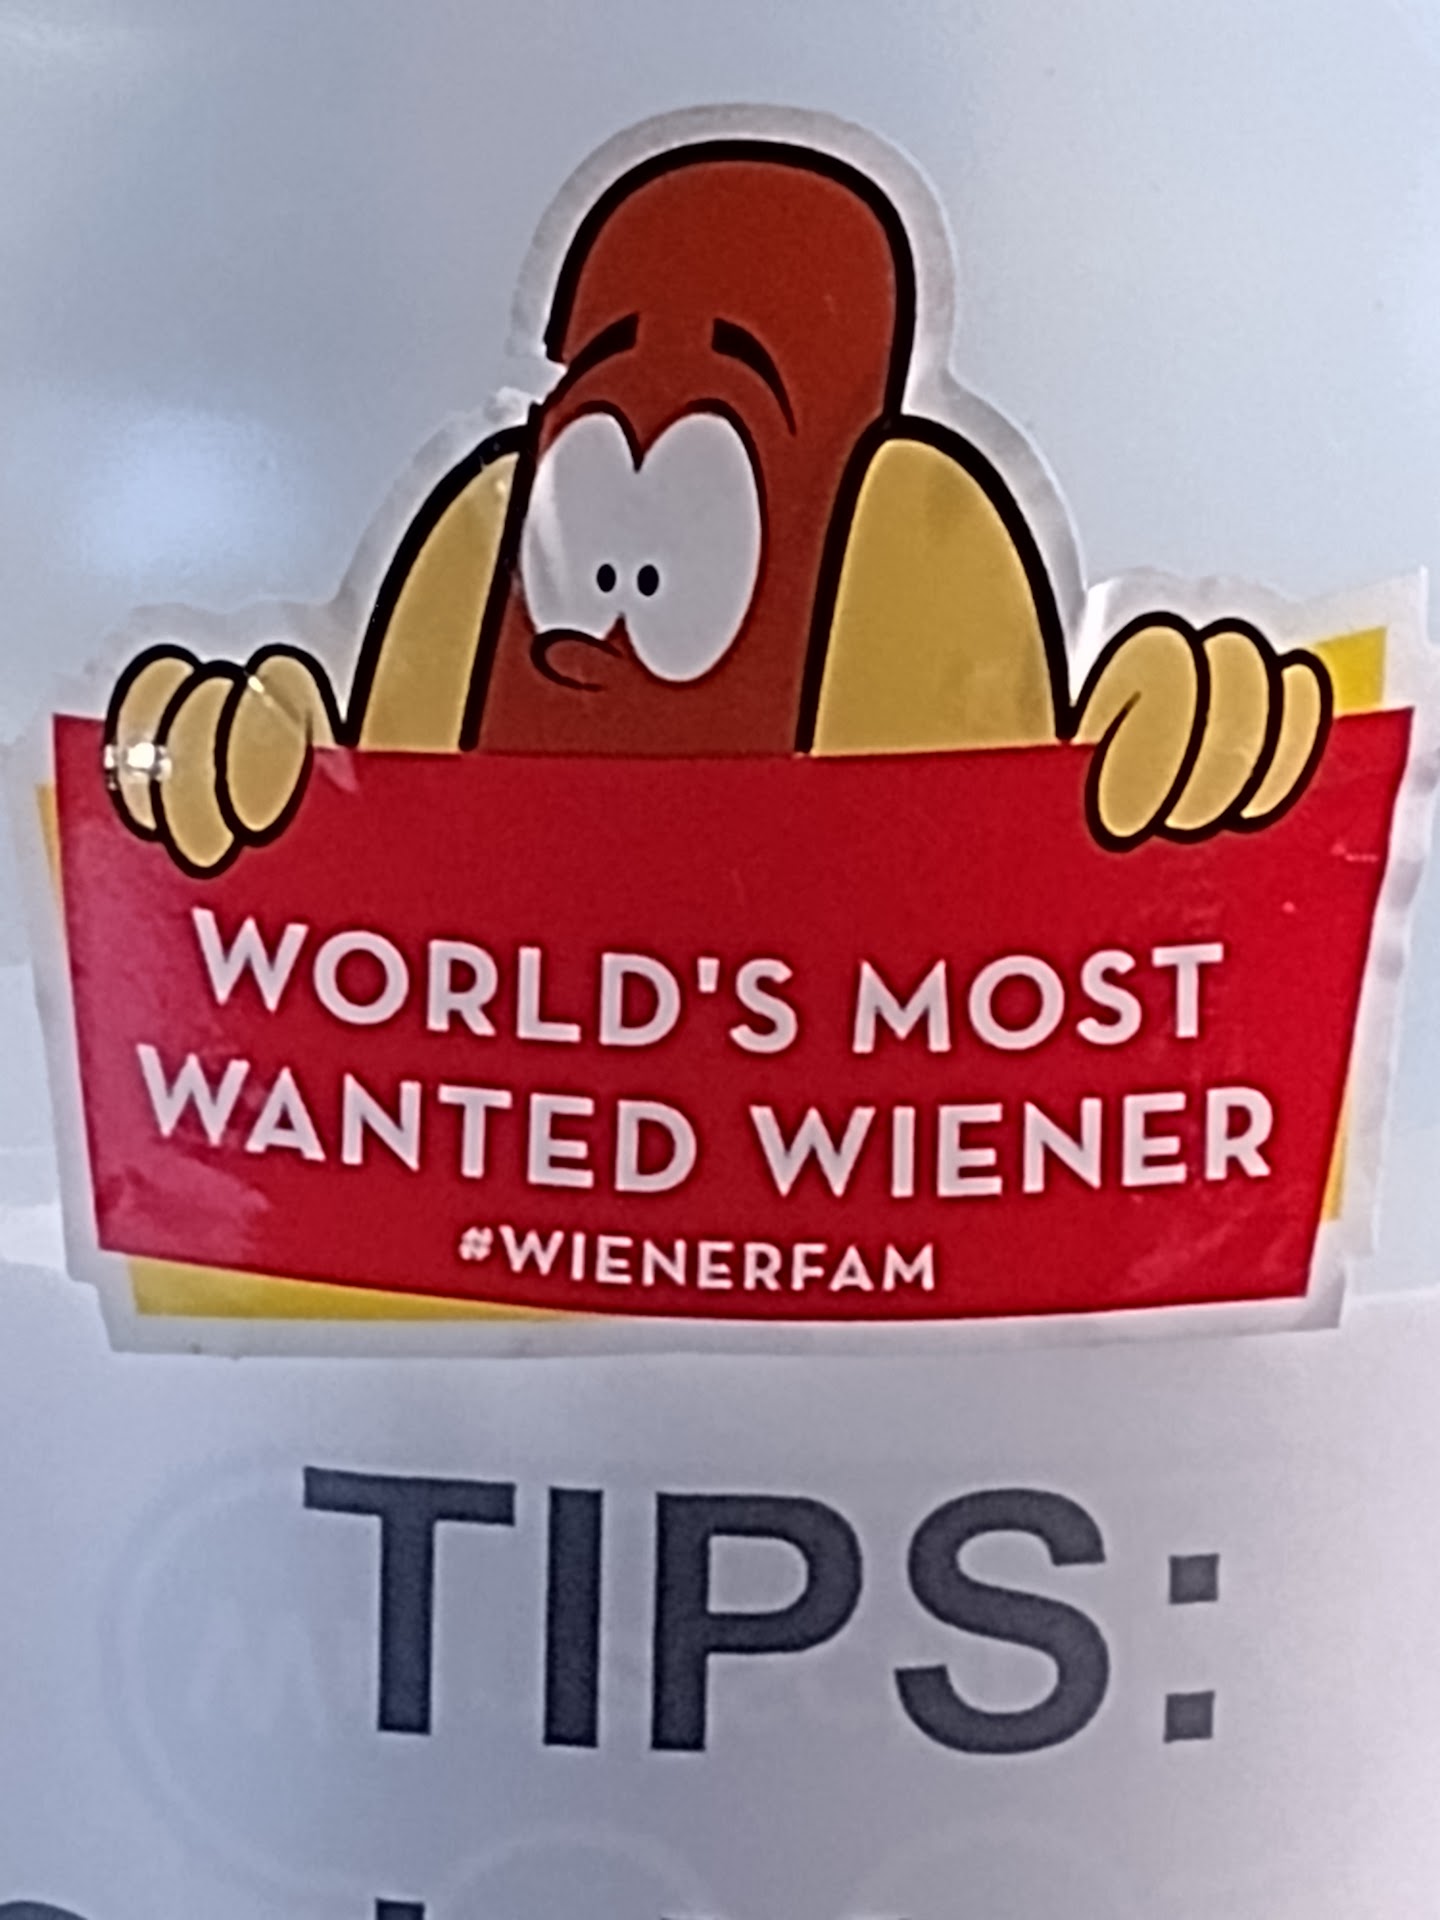 WORLD'S MOST
WANTED WIENER
#WIENERFAM
TIPS: